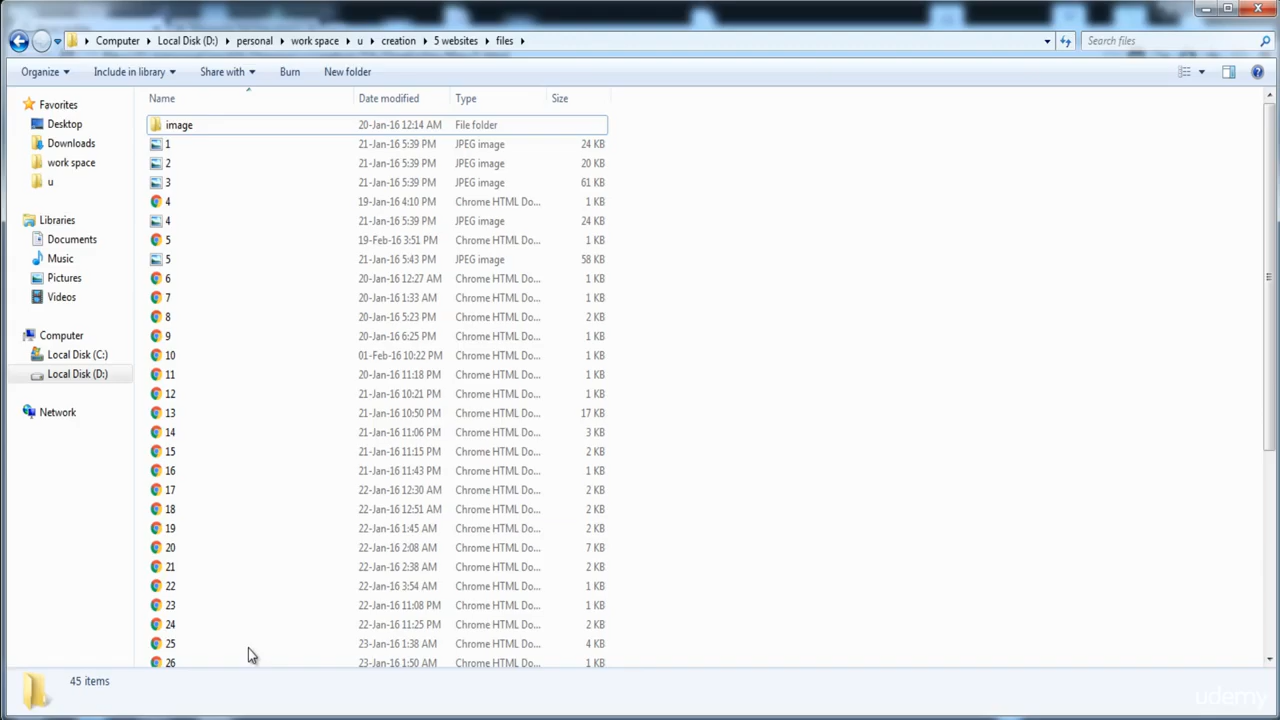 Computer Local Disk (D:) personal work space u creation 5 websites files Search files
Organize Include in library Share with Burn New folder
Name Date modified Type Size
Favorites
Desktop
Downloads
work space
u
Libraries
Documents
Music
Pictures
Videos
Computer
Local Disk (C:)
Local Disk (D:)
Network
image 20-Jan-16 12:14 AM File folder
1 21-Jan-16 5:39 PM JPEG image 24 KB
2 21-Jan-16 5:39 PM JPEG image 20 KB
3 21-Jan-16 5:39 PM JPEG image 61 KB
4 19-Jan-16 4:10 PM Chrome HTML Do... 1 KB
4 21-Jan-16 5:39 PM JPEG image 24 KB
5 19-Feb-16 3:51 PM Chrome HTML Do... 1 KB
5 21-Jan-16 5:43 PM JPEG image 58 KB
6 20-Jan-16 12:27 AM Chrome HTML Do... 1 KB
7 20-Jan-16 1:33 AM Chrome HTML Do... 1 KB
8 20-Jan-16 5:23 PM Chrome HTML Do... 2 KB
9 20-Jan-16 6:25 PM Chrome HTML Do... 1 KB
10 01-Feb-16 10:22 PM Chrome HTML Do... 1 KB
11 20-Jan-16 11:18 PM Chrome HTML Do... 1 KB
12 21-Jan-16 10:21 PM Chrome HTML Do... 1 KB
13 21-Jan-16 10:50 PM Chrome HTML Do... 17 KB
14 21-Jan-16 11:06 PM Chrome HTML Do... 3 KB
15 21-Jan-16 11:15 PM Chrome HTML Do... 2 KB
16 21-Jan-16 11:43 PM Chrome HTML Do... 1 KB
17 22-Jan-16 12:30 AM Chrome HTML Do... 2 KB
18 22-Jan-16 12:51 AM Chrome HTML Do... 2 KB
19 22-Jan-16 1:45 AM Chrome HTML Do... 2 KB
20 22-Jan-16 2:08 AM Chrome HTML Do... 7 KB
21 22-Jan-16 2:38 AM Chrome HTML Do... 2 KB
22 22-Jan-16 3:54 AM Chrome HTML Do... 1 KB
23 22-Jan-16 11:08 PM Chrome HTML Do... 1 KB
24 22-Jan-16 11:25 PM Chrome HTML Do... 2 KB
25 23-Jan-16 1:38 AM Chrome HTML Do... 4 KB
26 23-Jan-16 1:50 AM Chrome HTML Do... 1 KB
45 items
udemy